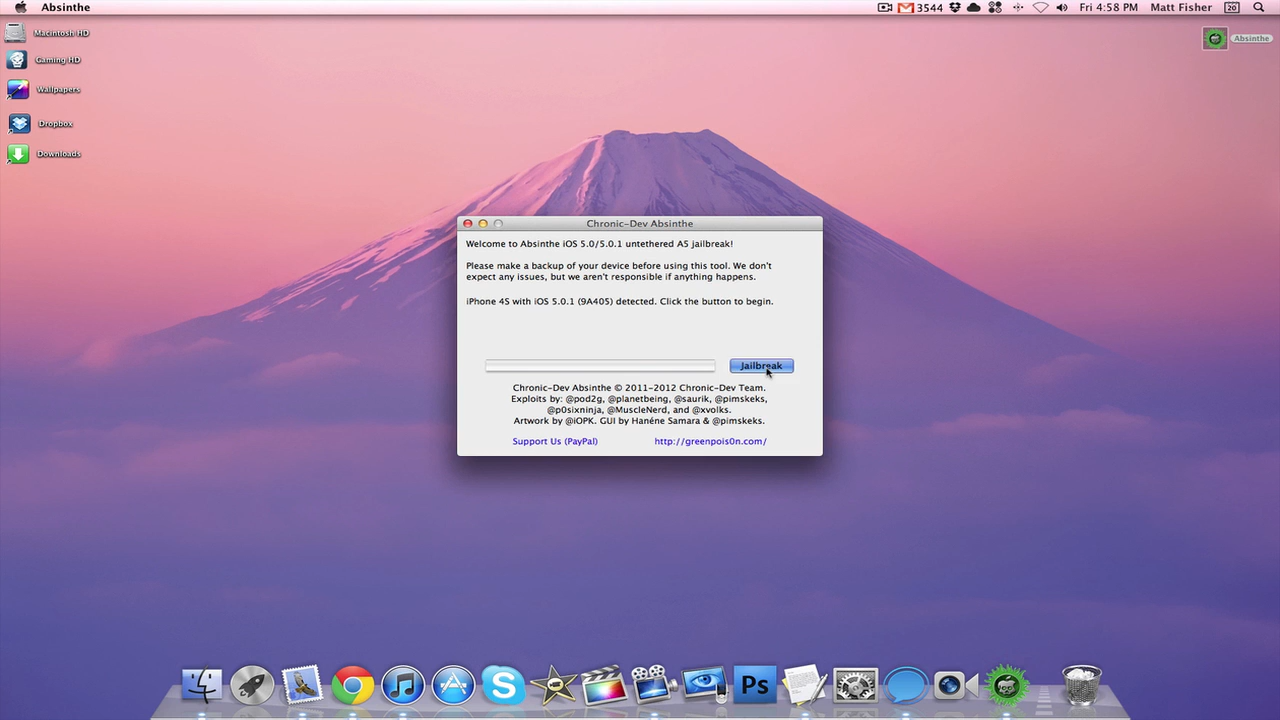 Absinthe
3544
Fri 4:58 PM
Matt Fisher
20
Macintosh HD
Gaming HD
Wallpapers
Dropbox
Downloads
Absinthe
Chronic-Dev Absinthe
Welcome to Absinthe iOS 5.0/5.0.1 untethered A5 jailbreak!
Please make a backup of your device before using this tool. We don't
expect any issues, but we aren't responsible if anything happens.
iPhone 4S with iOS 5.0.1 (9A405) detected. Click the button to begin.
Jailbreak
Chronic-Dev Absinthe © 2011-2012 Chronic-Dev Team.
Exploits by: @pod2g, @planetbeing, @saurik, @pimskeks,
@p0sixninja, @MuscleNerd, and @xvolks.
Artwork by @iOPK. GUI by Hanéne Samara & @pimskeks.
Support Us (PayPal)
http://greenpois0n.com/
S
Ps